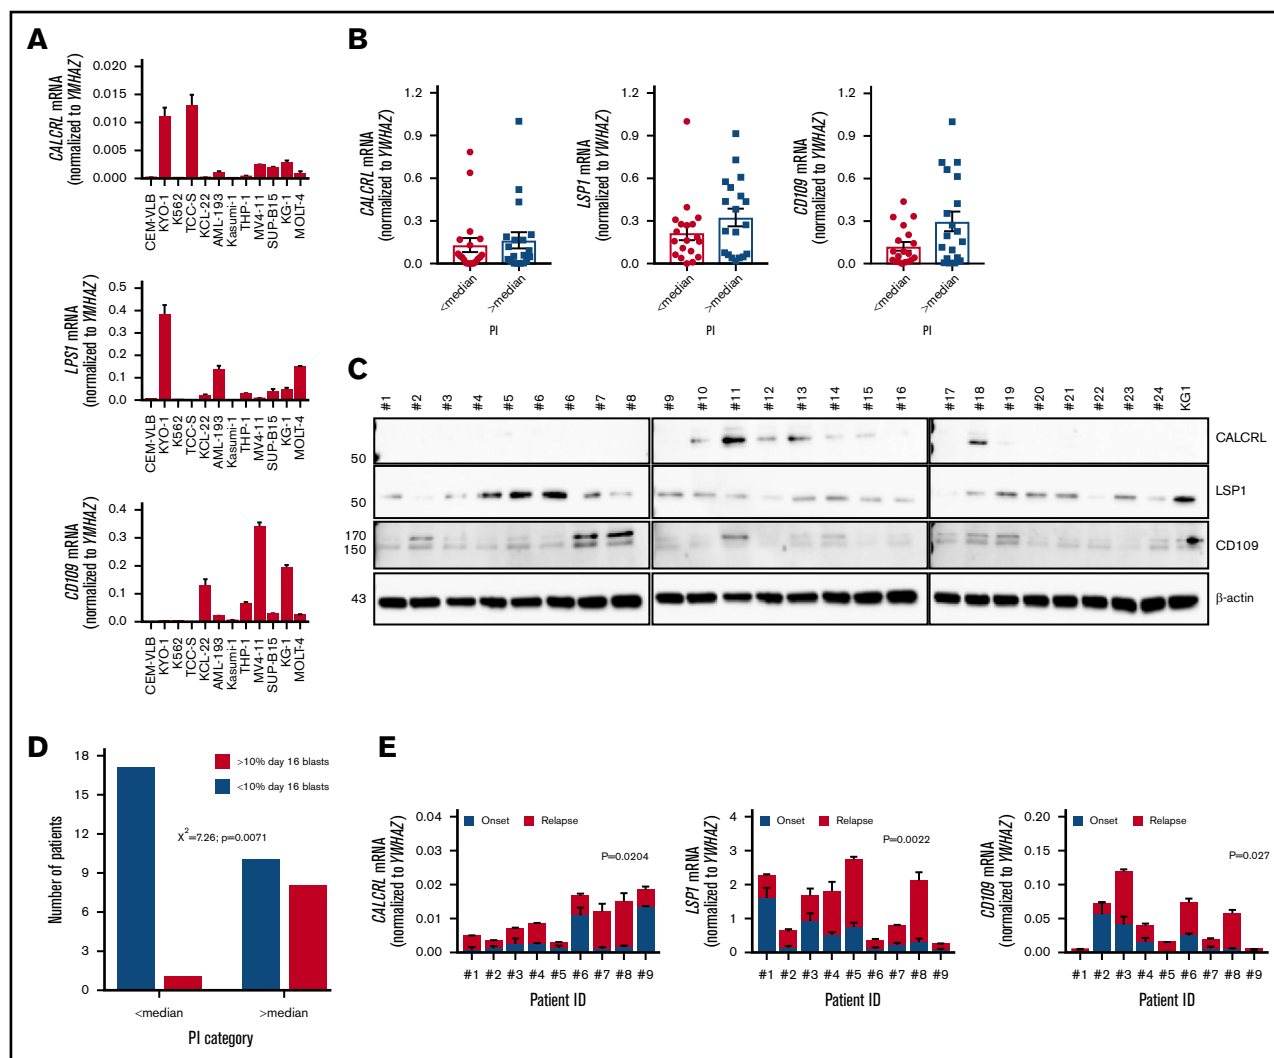 A
CALCRL mRNA
(normalized to YMHAZ)
0.020
0.015
0.010
0.005
0.000
CEM-VLB
KYO-1
K562
TCC-S
KCL-22
AML-193
Kasumi-1
THP-1
MV4-11
SUP-B15
KG-1
MOLT-4
LPS1 mRNA
(normalized to YMHAZ)
0.5
0.4
0.3
0.2
0.1
0.0
CEM-VLB
KYO-1
K562
TCC-S
KCL-22
AML-193
Kasumi-1
THP-1
MV4-11
SUP-B15
KG-1
MOLT-4
CD109 mRNA
(normalized to YMHAZ)
0.4
0.3
0.2
0.1
0.0
CEM-VLB
KYO-1
K562
TCC-S
KCL-22
AML-193
Kasumi-1
THP-1
MV4-11
SUP-B15
KG-1
MOLT-4
B
CALCRL mRNA
(normalized to YWHAZ)
1.2
0.9
0.6
0.3
0.0
<median
>median
PI
LSP1 mRNA
(normalized to YWHAZ)
1.2
0.9
0.6
0.3
0.0
<median
>median
PI
CD109 mRNA
(normalized to YWHAZ)
1.2
0.9
0.6
0.3
0.0
<median
>median
PI
C
#1 #2 #3 #4 #5 #6 #6 #7 #8 #9 #10 #11 #12 #13 #14 #15 #16 #17 #18 #19 #20 #21 #22 #23 #24 KG1
50 CALCRL
50 LSP1
170
150 CD109
43 β-actin
D
Number of patients
18
15
12
9
6
3
0
>10% day 16 blasts
<10% day 16 blasts
X²=7.26; p=0.0071
<median >median
PI category
E
CALCRL mRNA
(normalized to YWHAZ)
0.04
0.03
0.02
0.01
0.00
Onset Relapse
P=0.0204
#1 #2 #3 #4 #5 #6 #7 #8 #9
Patient ID
LSP1 mRNA
(normalized to YWHAZ)
4
3
2
1
0
Onset Relapse
P=0.0022
#1 #2 #3 #4 #5 #6 #7 #8 #9
Patient ID
CD109 mRNA
(normalized to YWHAZ)
0.20
0.15
0.10
0.05
0.00
Onset Relapse
P=0.027
#1 #2 #3 #4 #5 #6 #7 #8 #9
Patient ID